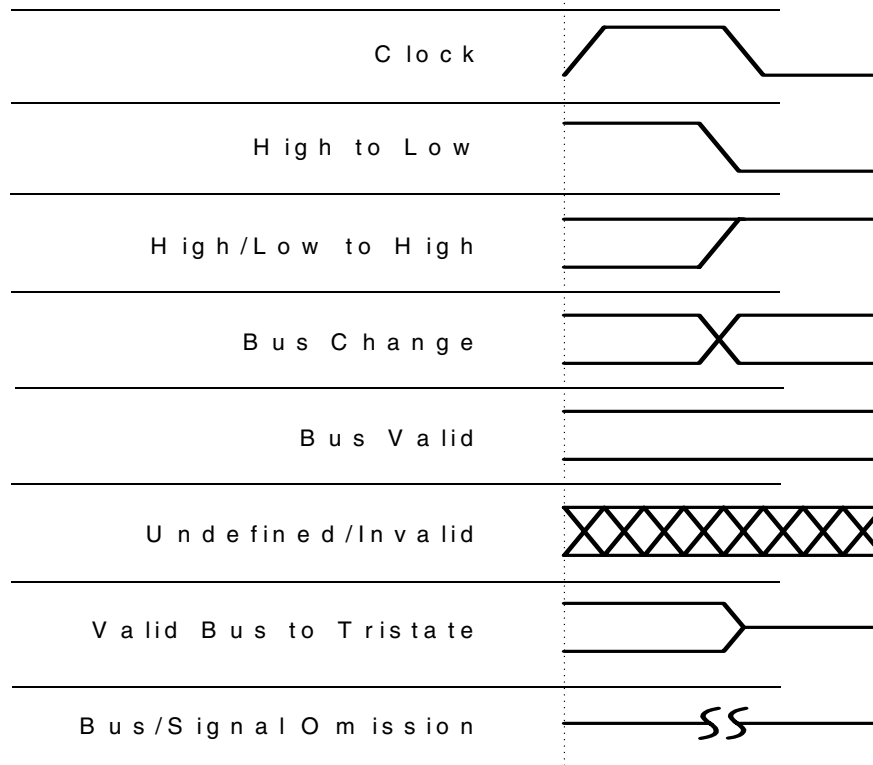 Clock
High to Low
High/Low to High
Bus Change
Bus Valid
Undefined/Invalid
Valid Bus to Tristate
Bus/Signal Omission